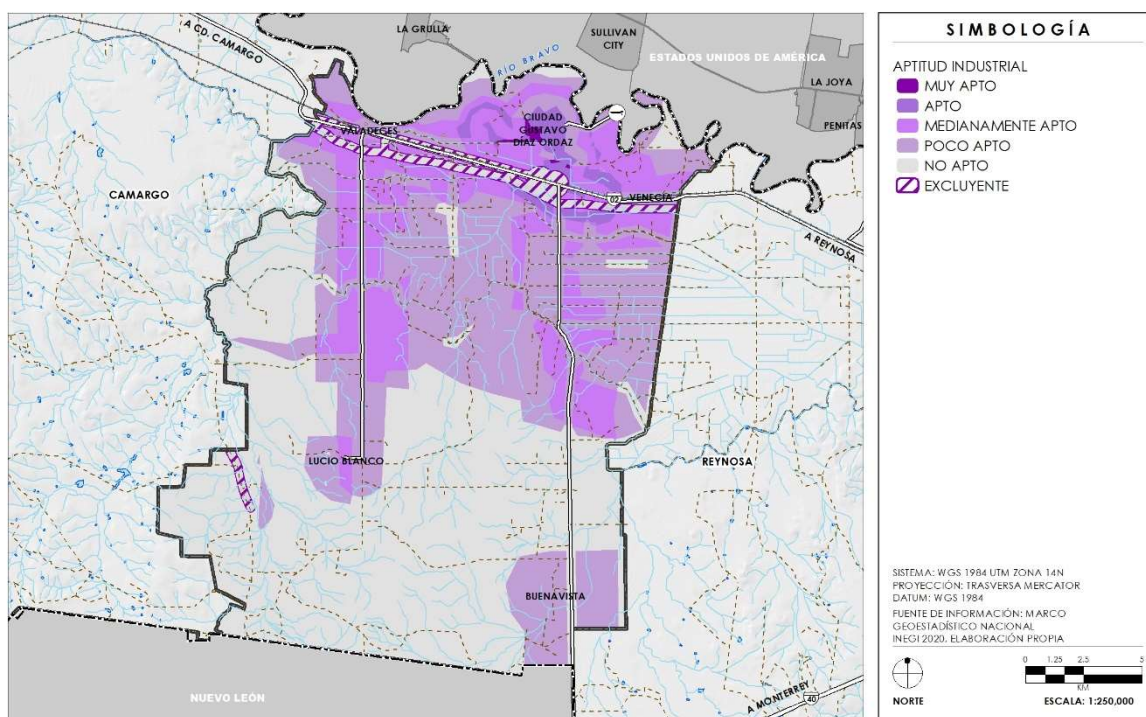 A CD. CAMARGO
LA GRULLA
SULLIVAN
CITY
RÍO BRAVO
ESTADOS UNIDOS DE AMÉRICA
LA JOYA
PENITAS
VALADECES
CIUDAD
GUSTAVO
DÍAZ ORDAZ
CAMARGO
02
VENECIA
A REYNOSA
LUCIO BLANCO
REYNOSA
BUENAVISTA
NUEVO LEÓN
A MONTERREY
40
SIMBOLOGÍA
APTITUD INDUSTRIAL
MUY APTO
APTO
MEDIANAMENTE APTO
POCO APTO
NO APTO
EXCLUYENTE
SISTEMA: WGS 1984 UTM ZONA 14N
PROYECCIÓN: TRASVERSA MERCATOR
DATUM: WGS 1984
FUENTE DE INFORMACIÓN: MARCO
GEOESTADÍSTICO NACIONAL
INEGI 2020. ELABORACIÓN PROPIA
0 1.25 2.5 5
KM
NORTE
ESCALA: 1:250,000